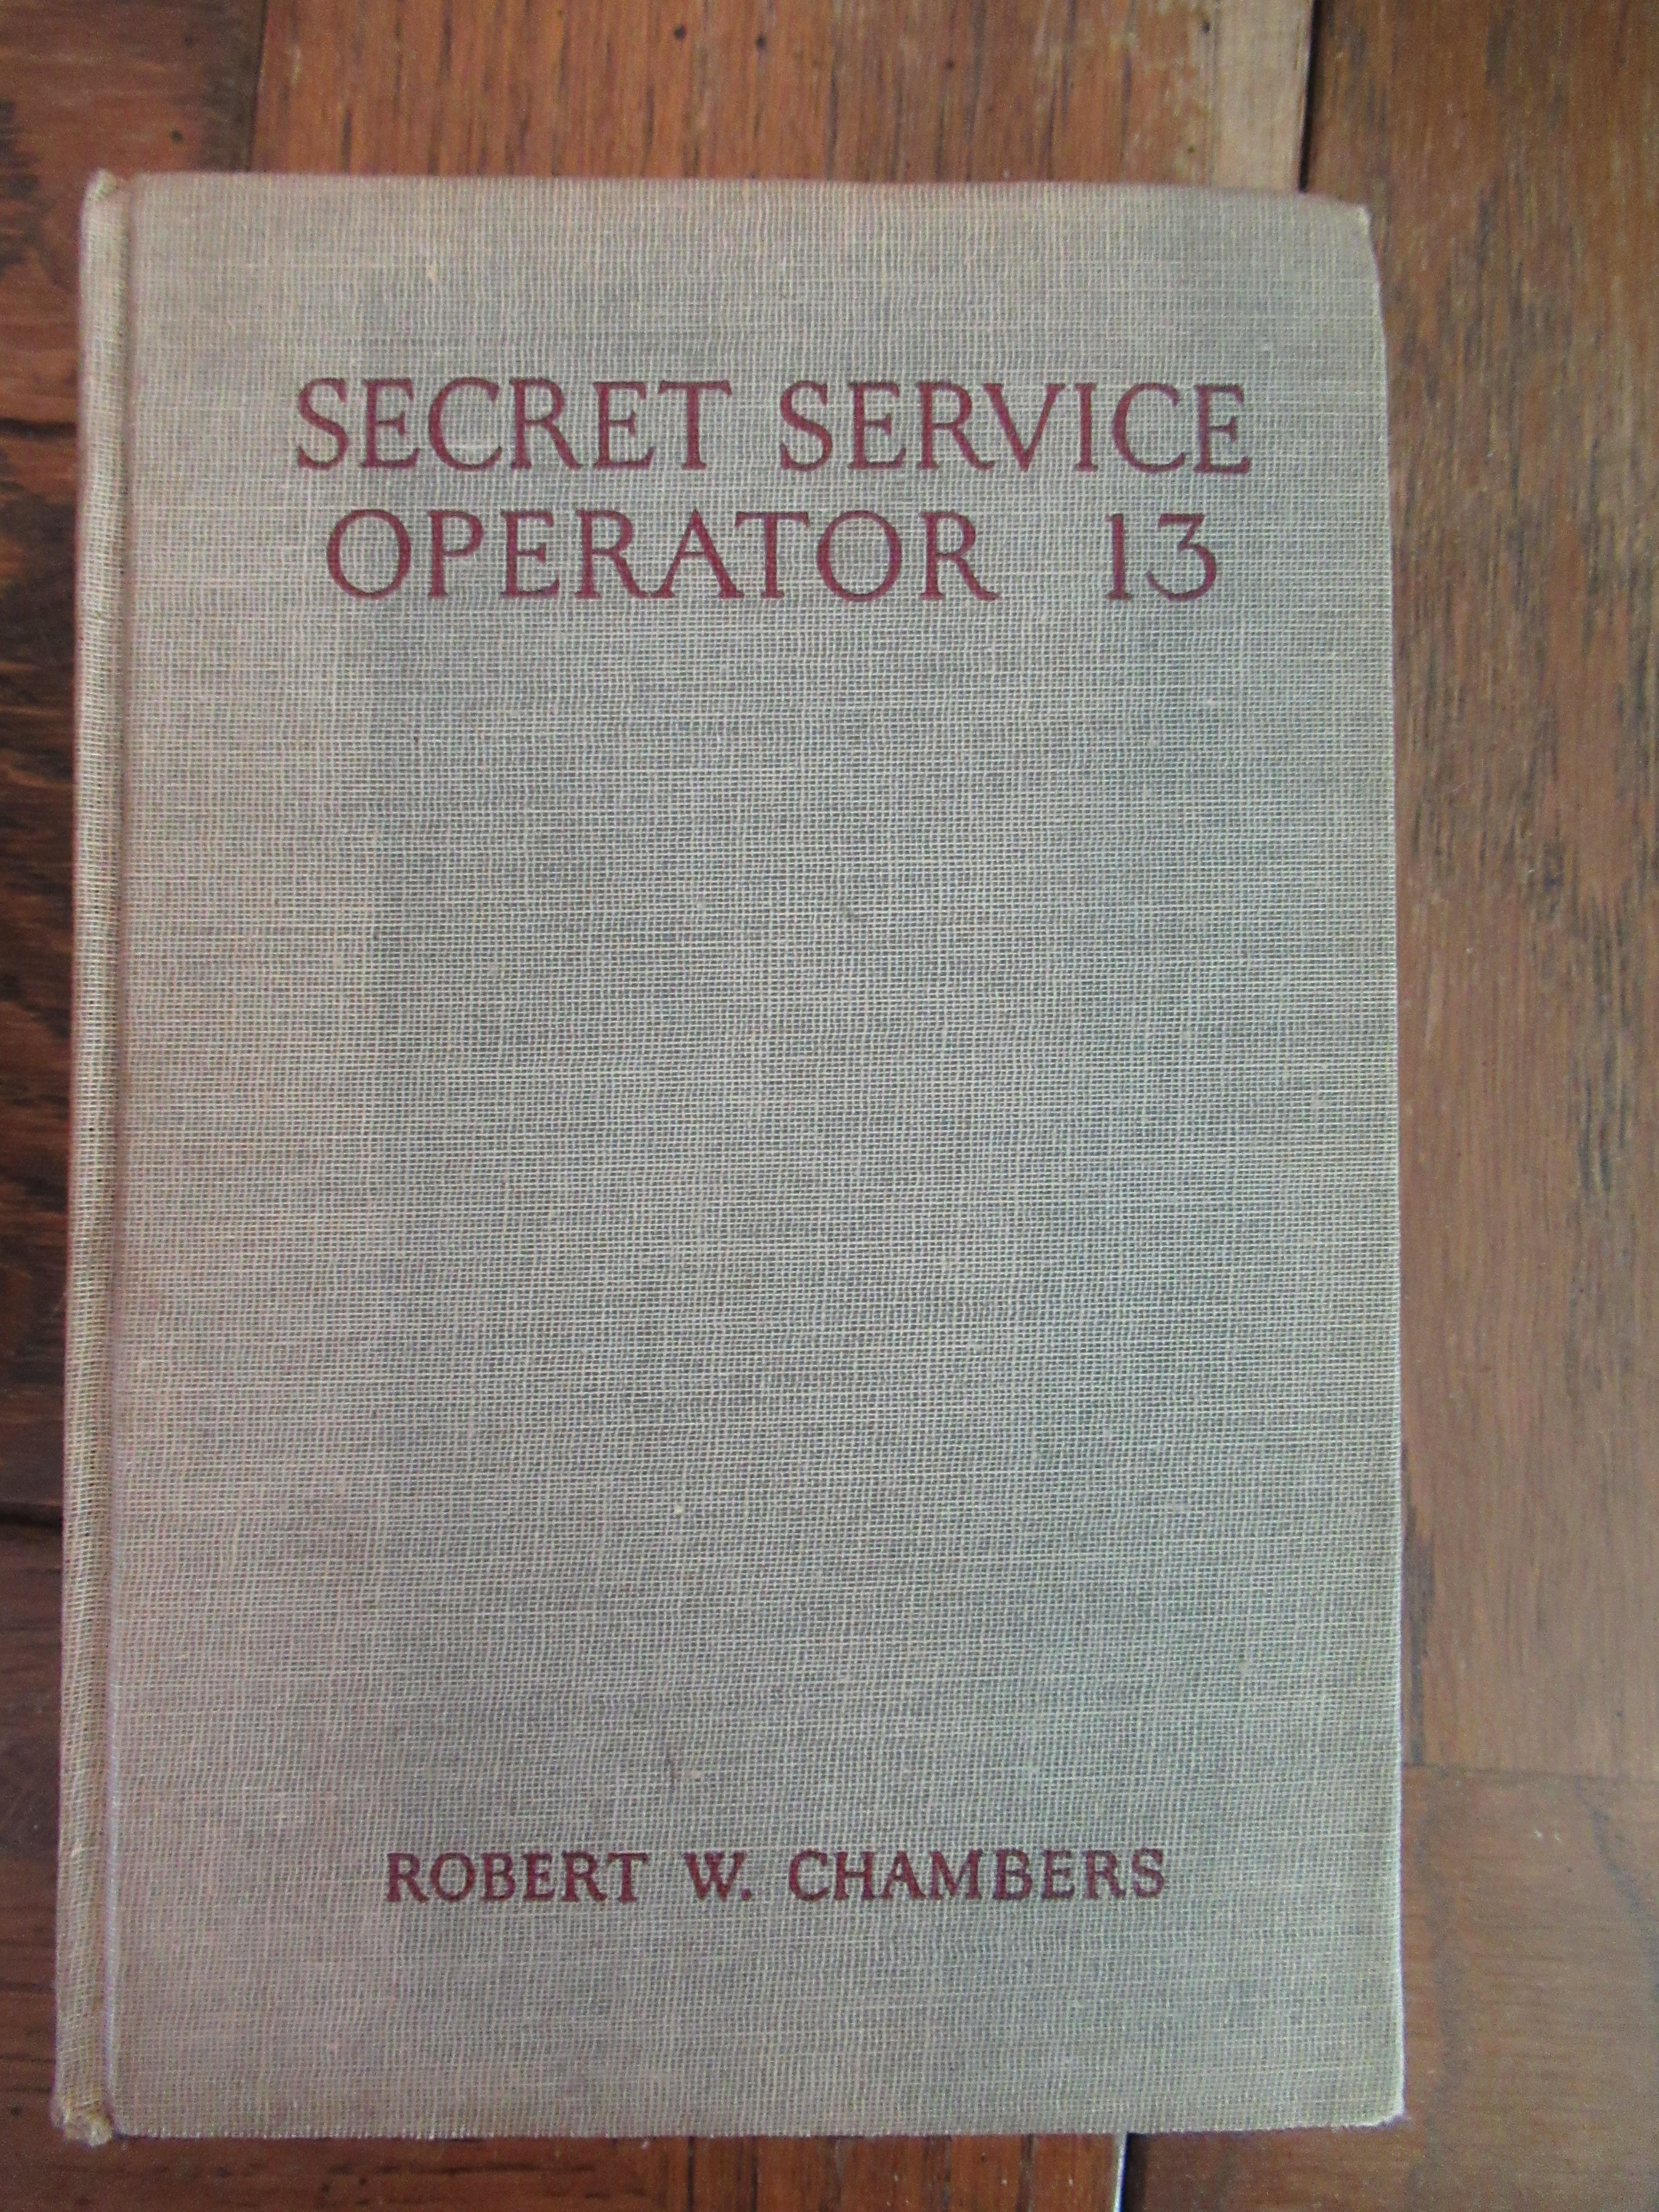 SECRET SERVICE
OPERATOR 13
ROBERT W. CHAMBERS